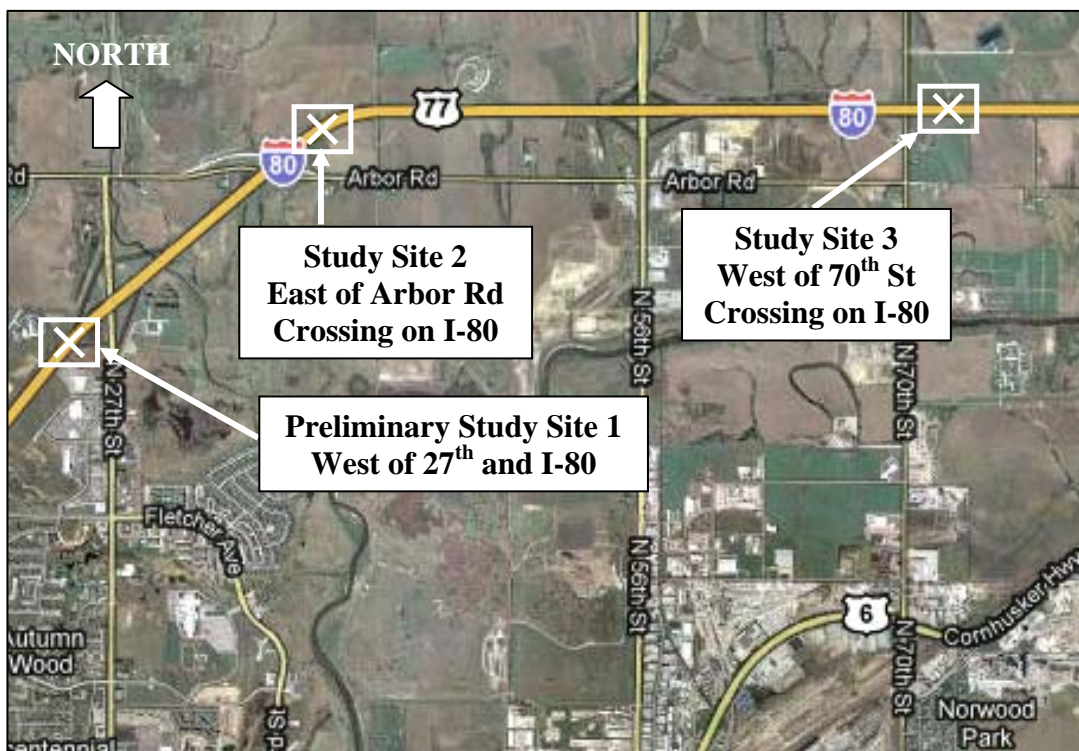 NORTH
77
80
80
Rd
Arbor Rd
Arbor Rd
Study Site 2
East of Arbor Rd
Crossing on I-80
Study Site 3
West of 70th St
Crossing on I-80
N 56th St
N 27th St
N 70th St
Preliminary Study Site 1
West of 27th and I-80
Fletcher Ave
N 56th St
6
Cornhusker Hwy
N 70th St
Autumn
Wood
Norwood
Park
St
centennial